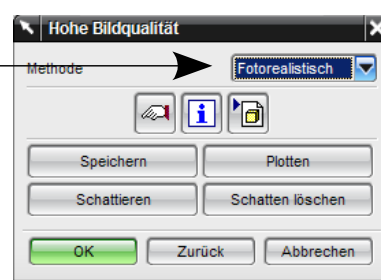 Hohe Bildqualität
Methode Fotorealistisch
Speichern Plotten
Schattieren Schatten löschen
OK Zurück Abbrechen